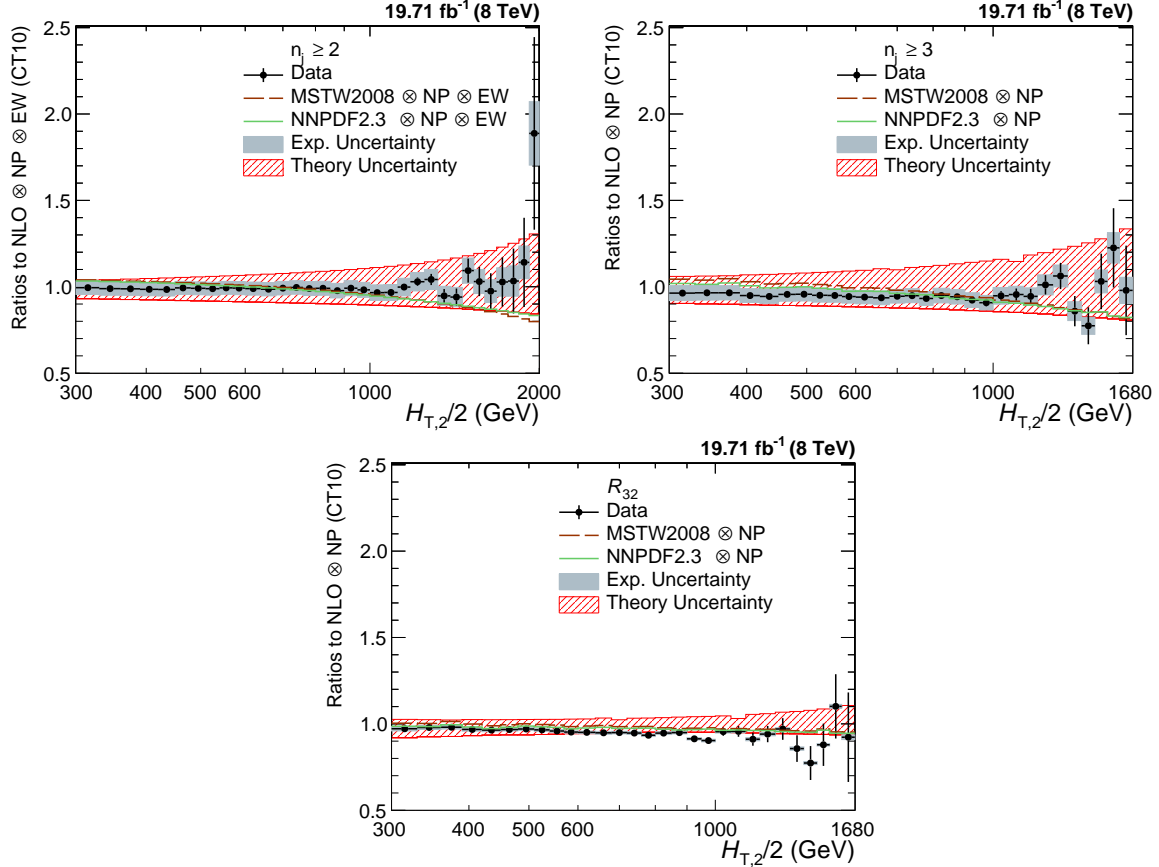 19.71 fb⁻¹ (8 TeV)
Ratios to NLO ⊗ NP ⊗ EW (CT10)
2.5
2.0
1.5
1.0
0.5
n_j ≥ 2
Data
MSTW2008 ⊗ NP ⊗ EW
NNPDF2.3 ⊗ NP ⊗ EW
Exp. Uncertainty
Theory Uncertainty
300 400 500 600 1000 2000
H_T,2/2 (GeV)
19.71 fb⁻¹ (8 TeV)
Ratios to NLO ⊗ NP (CT10)
2.5
2.0
1.5
1.0
0.5
n_j ≥ 3
Data
MSTW2008 ⊗ NP
NNPDF2.3 ⊗ NP
Exp. Uncertainty
Theory Uncertainty
300 400 500 600 1000 1680
H_T,2/2 (GeV)
19.71 fb⁻¹ (8 TeV)
Ratios to NLO ⊗ NP (CT10)
2.5
2.0
1.5
1.0
0.5
R_32
Data
MSTW2008 ⊗ NP
NNPDF2.3 ⊗ NP
Exp. Uncertainty
Theory Uncertainty
300 400 500 600 1000 1680
H_T,2/2 (GeV)